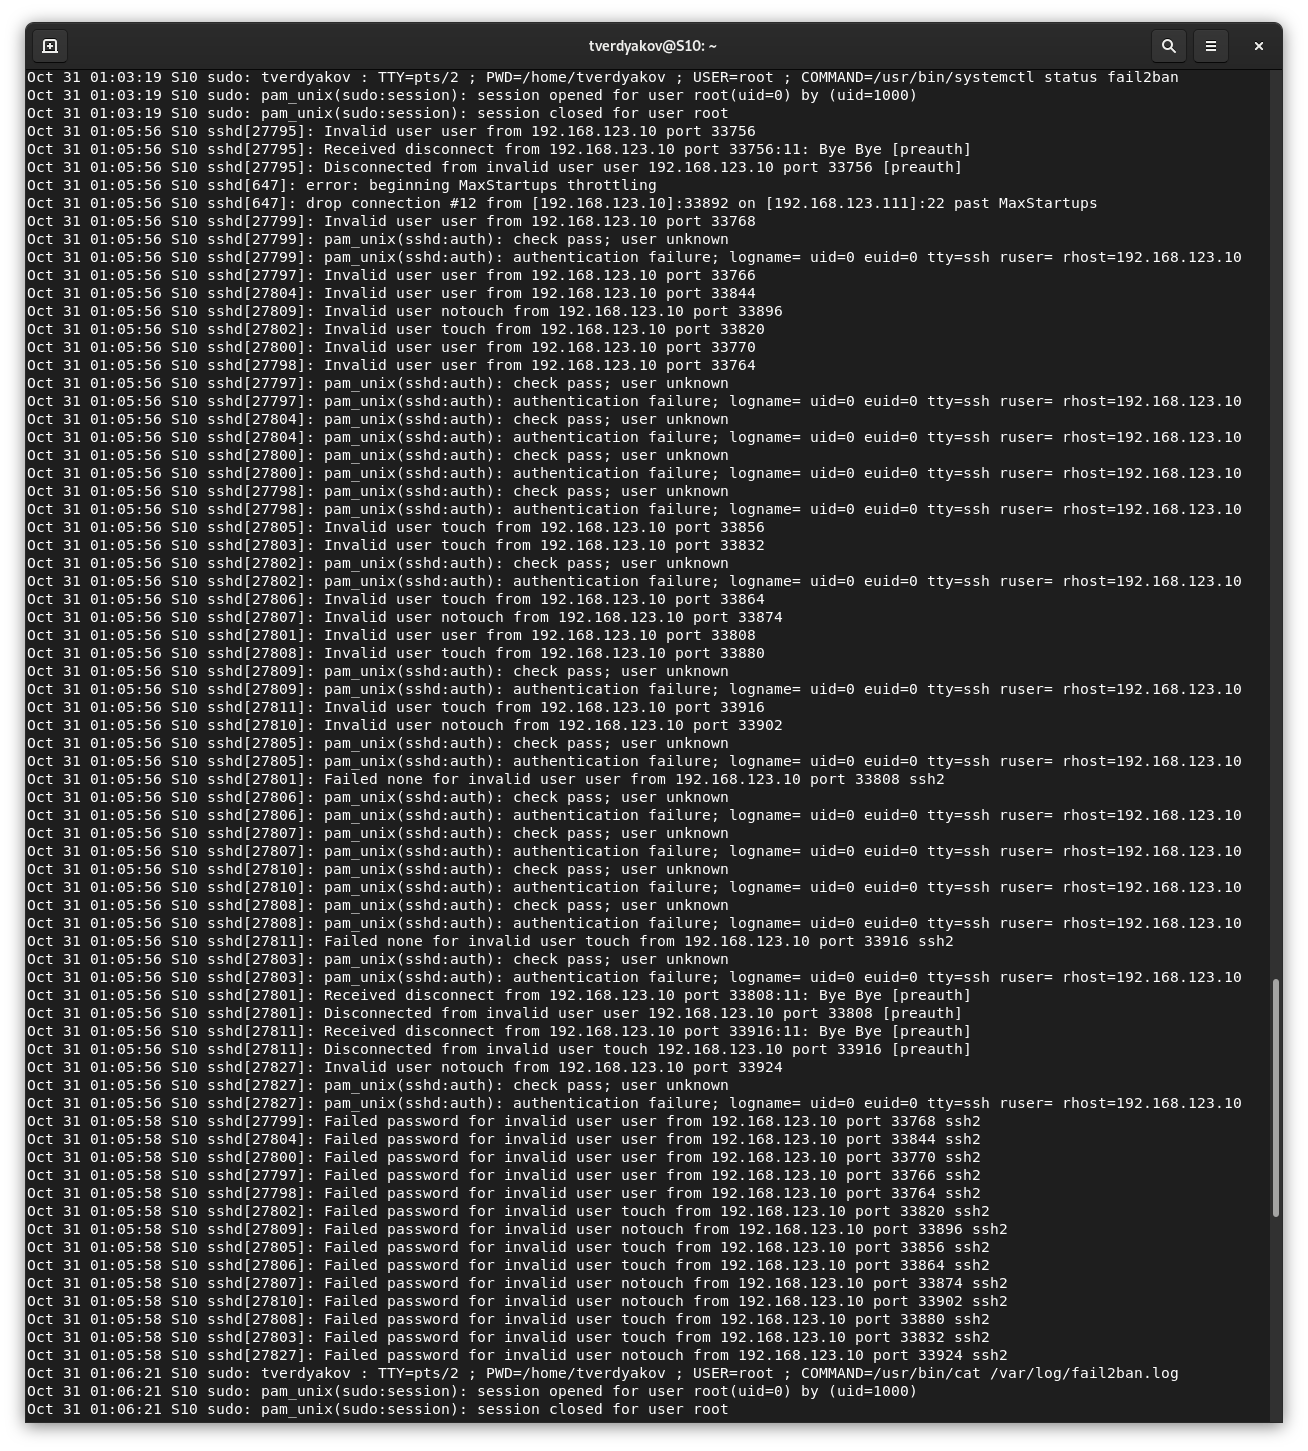 tverdyakov@S10: ~
Oct 31 01:03:19 S10 sudo: tverdyakov : TTY=pts/2 ; PWD=/home/tverdyakov ; USER=root ; COMMAND=/usr/bin/systemctl status fail2ban
Oct 31 01:03:19 S10 sudo: pam_unix(sudo:session): session opened for user root(uid=0) by (uid=1000)
Oct 31 01:03:19 S10 sudo: pam_unix(sudo:session): session closed for user root
Oct 31 01:05:56 S10 sshd[27795]: Invalid user user from 192.168.123.10 port 33756
Oct 31 01:05:56 S10 sshd[27795]: Received disconnect from 192.168.123.10 port 33756:11: Bye Bye [preauth]
Oct 31 01:05:56 S10 sshd[27795]: Disconnected from invalid user user 192.168.123.10 port 33756 [preauth]
Oct 31 01:05:56 S10 sshd[647]: error: beginning MaxStartups throttling
Oct 31 01:05:56 S10 sshd[647]: drop connection #12 from [192.168.123.10]:33892 on [192.168.123.111]:22 past MaxStartups
Oct 31 01:05:56 S10 sshd[27799]: Invalid user user from 192.168.123.10 port 33768
Oct 31 01:05:56 S10 sshd[27799]: pam_unix(sshd:auth): check pass; user unknown
Oct 31 01:05:56 S10 sshd[27799]: pam_unix(sshd:auth): authentication failure; logname= uid=0 euid=0 tty=ssh ruser= rhost=192.168.123.10
Oct 31 01:05:56 S10 sshd[27797]: Invalid user user from 192.168.123.10 port 33766
Oct 31 01:05:56 S10 sshd[27804]: Invalid user user from 192.168.123.10 port 33844
Oct 31 01:05:56 S10 sshd[27809]: Invalid user notouch from 192.168.123.10 port 33896
Oct 31 01:05:56 S10 sshd[27802]: Invalid user touch from 192.168.123.10 port 33820
Oct 31 01:05:56 S10 sshd[27800]: Invalid user user from 192.168.123.10 port 33770
Oct 31 01:05:56 S10 sshd[27798]: Invalid user user from 192.168.123.10 port 33764
Oct 31 01:05:56 S10 sshd[27797]: pam_unix(sshd:auth): check pass; user unknown
Oct 31 01:05:56 S10 sshd[27797]: pam_unix(sshd:auth): authentication failure; logname= uid=0 euid=0 tty=ssh ruser= rhost=192.168.123.10
Oct 31 01:05:56 S10 sshd[27804]: pam_unix(sshd:auth): check pass; user unknown
Oct 31 01:05:56 S10 sshd[27804]: pam_unix(sshd:auth): authentication failure; logname= uid=0 euid=0 tty=ssh ruser= rhost=192.168.123.10
Oct 31 01:05:56 S10 sshd[27800]: pam_unix(sshd:auth): check pass; user unknown
Oct 31 01:05:56 S10 sshd[27800]: pam_unix(sshd:auth): authentication failure; logname= uid=0 euid=0 tty=ssh ruser= rhost=192.168.123.10
Oct 31 01:05:56 S10 sshd[27798]: pam_unix(sshd:auth): check pass; user unknown
Oct 31 01:05:56 S10 sshd[27798]: pam_unix(sshd:auth): authentication failure; logname= uid=0 euid=0 tty=ssh ruser= rhost=192.168.123.10
Oct 31 01:05:56 S10 sshd[27805]: Invalid user touch from 192.168.123.10 port 33856
Oct 31 01:05:56 S10 sshd[27803]: Invalid user touch from 192.168.123.10 port 33832
Oct 31 01:05:56 S10 sshd[27802]: pam_unix(sshd:auth): check pass; user unknown
Oct 31 01:05:56 S10 sshd[27802]: pam_unix(sshd:auth): authentication failure; logname= uid=0 euid=0 tty=ssh ruser= rhost=192.168.123.10
Oct 31 01:05:56 S10 sshd[27806]: Invalid user touch from 192.168.123.10 port 33864
Oct 31 01:05:56 S10 sshd[27807]: Invalid user notouch from 192.168.123.10 port 33874
Oct 31 01:05:56 S10 sshd[27801]: Invalid user user from 192.168.123.10 port 33808
Oct 31 01:05:56 S10 sshd[27808]: Invalid user touch from 192.168.123.10 port 33880
Oct 31 01:05:56 S10 sshd[27809]: pam_unix(sshd:auth): check pass; user unknown
Oct 31 01:05:56 S10 sshd[27809]: pam_unix(sshd:auth): authentication failure; logname= uid=0 euid=0 tty=ssh ruser= rhost=192.168.123.10
Oct 31 01:05:56 S10 sshd[27811]: Invalid user touch from 192.168.123.10 port 33916
Oct 31 01:05:56 S10 sshd[27810]: Invalid user notouch from 192.168.123.10 port 33902
Oct 31 01:05:56 S10 sshd[27805]: pam_unix(sshd:auth): check pass; user unknown
Oct 31 01:05:56 S10 sshd[27805]: pam_unix(sshd:auth): authentication failure; logname= uid=0 euid=0 tty=ssh ruser= rhost=192.168.123.10
Oct 31 01:05:56 S10 sshd[27801]: Failed none for invalid user user from 192.168.123.10 port 33808 ssh2
Oct 31 01:05:56 S10 sshd[27806]: pam_unix(sshd:auth): check pass; user unknown
Oct 31 01:05:56 S10 sshd[27806]: pam_unix(sshd:auth): authentication failure; logname= uid=0 euid=0 tty=ssh ruser= rhost=192.168.123.10
Oct 31 01:05:56 S10 sshd[27807]: pam_unix(sshd:auth): check pass; user unknown
Oct 31 01:05:56 S10 sshd[27807]: pam_unix(sshd:auth): authentication failure; logname= uid=0 euid=0 tty=ssh ruser= rhost=192.168.123.10
Oct 31 01:05:56 S10 sshd[27810]: pam_unix(sshd:auth): check pass; user unknown
Oct 31 01:05:56 S10 sshd[27810]: pam_unix(sshd:auth): authentication failure; logname= uid=0 euid=0 tty=ssh ruser= rhost=192.168.123.10
Oct 31 01:05:56 S10 sshd[27808]: pam_unix(sshd:auth): check pass; user unknown
Oct 31 01:05:56 S10 sshd[27808]: pam_unix(sshd:auth): authentication failure; logname= uid=0 euid=0 tty=ssh ruser= rhost=192.168.123.10
Oct 31 01:05:56 S10 sshd[27811]: Failed none for invalid user touch from 192.168.123.10 port 33916 ssh2
Oct 31 01:05:56 S10 sshd[27803]: pam_unix(sshd:auth): check pass; user unknown
Oct 31 01:05:56 S10 sshd[27803]: pam_unix(sshd:auth): authentication failure; logname= uid=0 euid=0 tty=ssh ruser= rhost=192.168.123.10
Oct 31 01:05:56 S10 sshd[27801]: Received disconnect from 192.168.123.10 port 33808:11: Bye Bye [preauth]
Oct 31 01:05:56 S10 sshd[27801]: Disconnected from invalid user user 192.168.123.10 port 33808 [preauth]
Oct 31 01:05:56 S10 sshd[27811]: Received disconnect from 192.168.123.10 port 33916:11: Bye Bye [preauth]
Oct 31 01:05:56 S10 sshd[27811]: Disconnected from invalid user touch 192.168.123.10 port 33916 [preauth]
Oct 31 01:05:56 S10 sshd[27827]: Invalid user notouch from 192.168.123.10 port 33924
Oct 31 01:05:56 S10 sshd[27827]: pam_unix(sshd:auth): check pass; user unknown
Oct 31 01:05:56 S10 sshd[27827]: pam_unix(sshd:auth): authentication failure; logname= uid=0 euid=0 tty=ssh ruser= rhost=192.168.123.10
Oct 31 01:05:58 S10 sshd[27799]: Failed password for invalid user user from 192.168.123.10 port 33768 ssh2
Oct 31 01:05:58 S10 sshd[27804]: Failed password for invalid user user from 192.168.123.10 port 33844 ssh2
Oct 31 01:05:58 S10 sshd[27800]: Failed password for invalid user user from 192.168.123.10 port 33770 ssh2
Oct 31 01:05:58 S10 sshd[27797]: Failed password for invalid user user from 192.168.123.10 port 33766 ssh2
Oct 31 01:05:58 S10 sshd[27798]: Failed password for invalid user user from 192.168.123.10 port 33764 ssh2
Oct 31 01:05:58 S10 sshd[27802]: Failed password for invalid user touch from 192.168.123.10 port 33820 ssh2
Oct 31 01:05:58 S10 sshd[27809]: Failed password for invalid user notouch from 192.168.123.10 port 33896 ssh2
Oct 31 01:05:58 S10 sshd[27805]: Failed password for invalid user touch from 192.168.123.10 port 33856 ssh2
Oct 31 01:05:58 S10 sshd[27806]: Failed password for invalid user touch from 192.168.123.10 port 33864 ssh2
Oct 31 01:05:58 S10 sshd[27807]: Failed password for invalid user notouch from 192.168.123.10 port 33874 ssh2
Oct 31 01:05:58 S10 sshd[27810]: Failed password for invalid user notouch from 192.168.123.10 port 33902 ssh2
Oct 31 01:05:58 S10 sshd[27808]: Failed password for invalid user touch from 192.168.123.10 port 33880 ssh2
Oct 31 01:05:58 S10 sshd[27803]: Failed password for invalid user touch from 192.168.123.10 port 33832 ssh2
Oct 31 01:05:58 S10 sshd[27827]: Failed password for invalid user notouch from 192.168.123.10 port 33924 ssh2
Oct 31 01:06:21 S10 sudo: tverdyakov : TTY=pts/2 ; PWD=/home/tverdyakov ; USER=root ; COMMAND=/usr/bin/cat /var/log/fail2ban.log
Oct 31 01:06:21 S10 sudo: pam_unix(sudo:session): session opened for user root(uid=0) by (uid=1000)
Oct 31 01:06:21 S10 sudo: pam_unix(sudo:session): session closed for user root